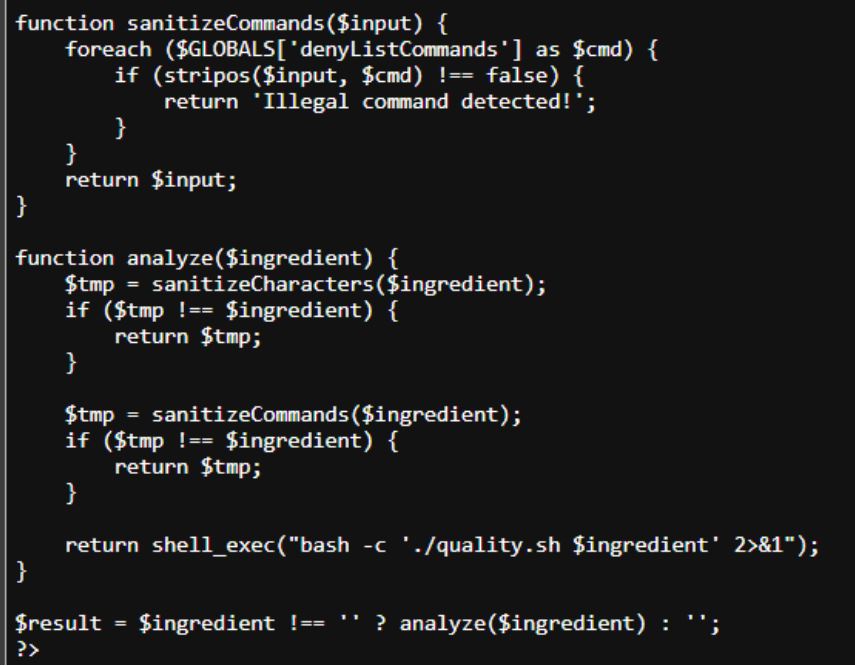 function sanitizeCommands($input) {
    foreach ($GLOBALS['denyListCommands'] as $cmd) {
        if (stripos($input, $cmd) !== false) {
            return 'Illegal command detected!';
        }
    }
    return $input;
}

function analyze($ingredient) {
    $tmp = sanitizeCharacters($ingredient);
    if ($tmp !== $ingredient) {
        return $tmp;
    }

    $tmp = sanitizeCommands($ingredient);
    if ($tmp !== $ingredient) {
        return $tmp;
    }

    return shell_exec("bash -c './quality.sh $ingredient' 2>&1");
}

$result = $ingredient !== '' ? analyze($ingredient) : '';
?>